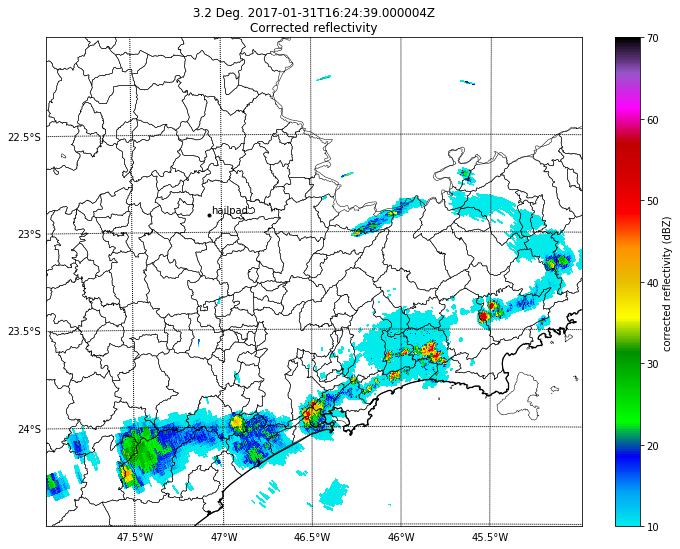 3.2 Deg. 2017-01-31T16:24:39.000004Z
Corrected reflectivity
70
60
50
40
30
20
10
corrected reflectivity (dBZ)
22.5°S
23°S
23.5°S
24°S
hailpad
47.5°W
47°W
46.5°W
46°W
45.5°W